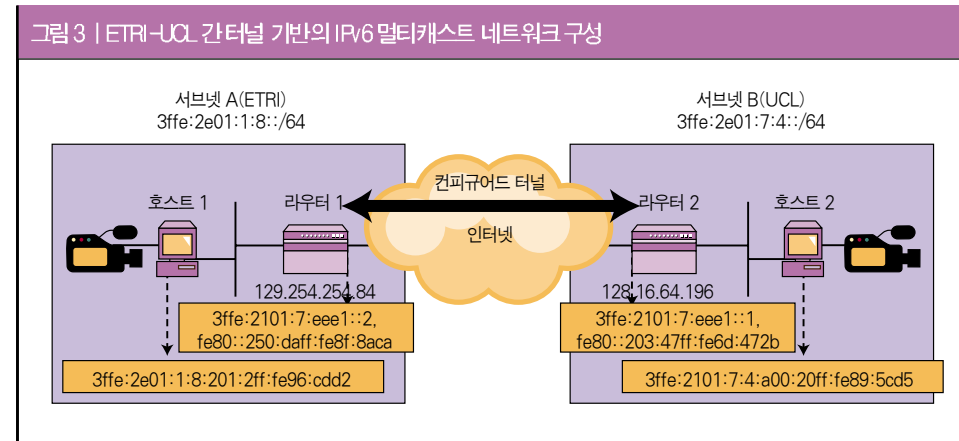 그림 3 | ETRI-UCL 간 터널 기반의 IPv6 멀티캐스트 네트워크 구성
서브넷 A(ETRI)
3ffe:2e01:1:8::/64
서브넷 B(UCL)
3ffe:2e01:7:4::/64
컨피규어드 터널
인터넷
호스트 1
라우터 1
라우터 2
호스트 2
129.254.254.84
128.16.64.196
3ffe:2101:7:eee1::2,
fe80::250:daff:fe8f:8aca
3ffe:2101:7:eee1::1,
fe80::203:47ff:fe6d:472b
3ffe:2e01:1:8:201:2ff:fe96:cdd2
3ffe:2101:7:4:a00:20ff:fe89:5cd5